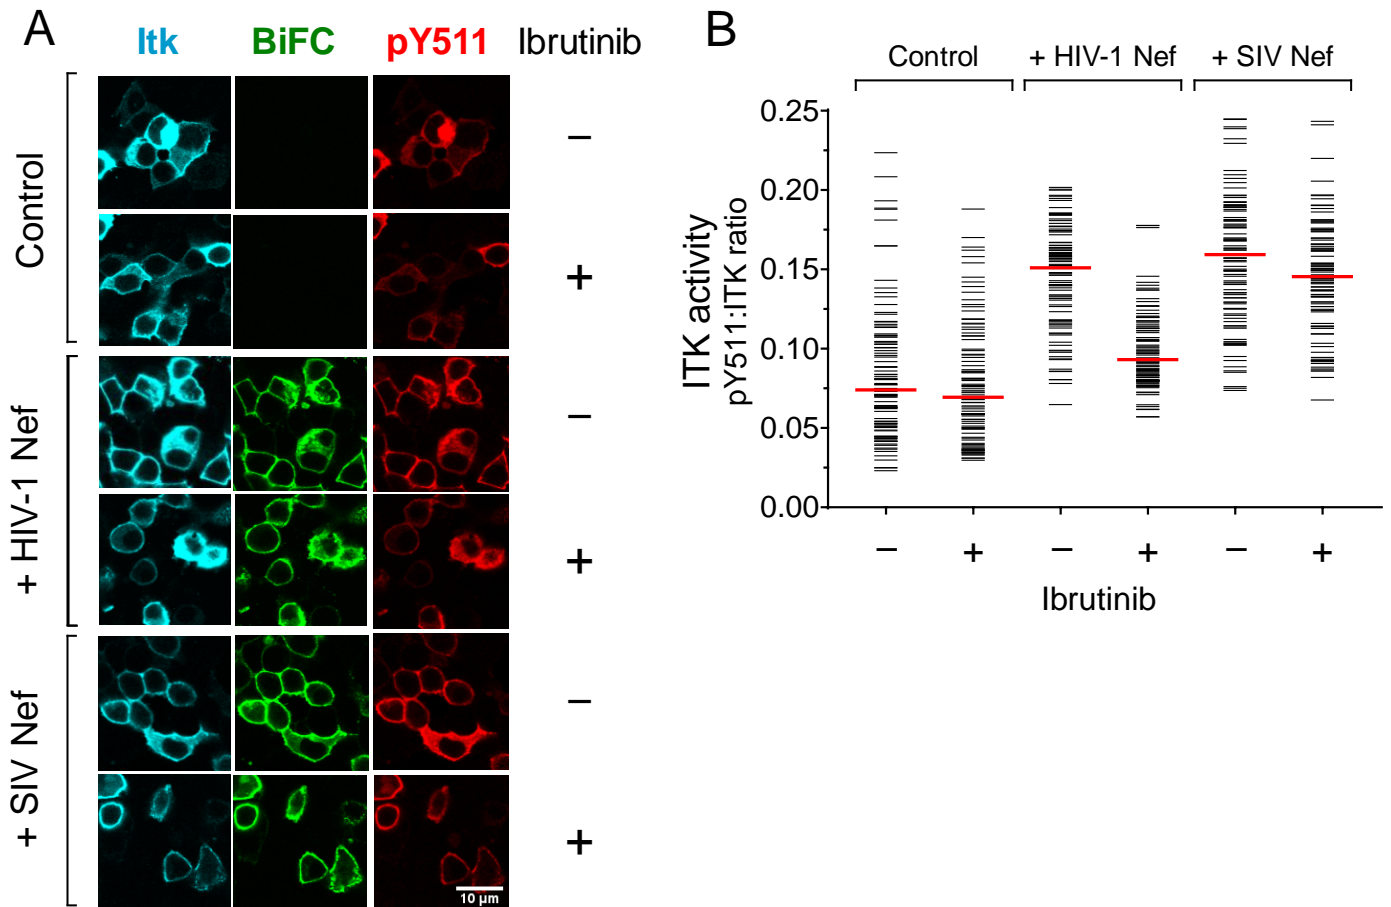 A
Itk BiFC pY511 Ibrutinib
Control
−
+
+ HIV-1 Nef
−
+
+ SIV Nef
−
+
10 µm
B
Control + HIV-1 Nef + SIV Nef
ITK activity
pY511:ITK ratio
0.25
0.20
0.15
0.10
0.05
0.00
− + − + − +
Ibrutinib